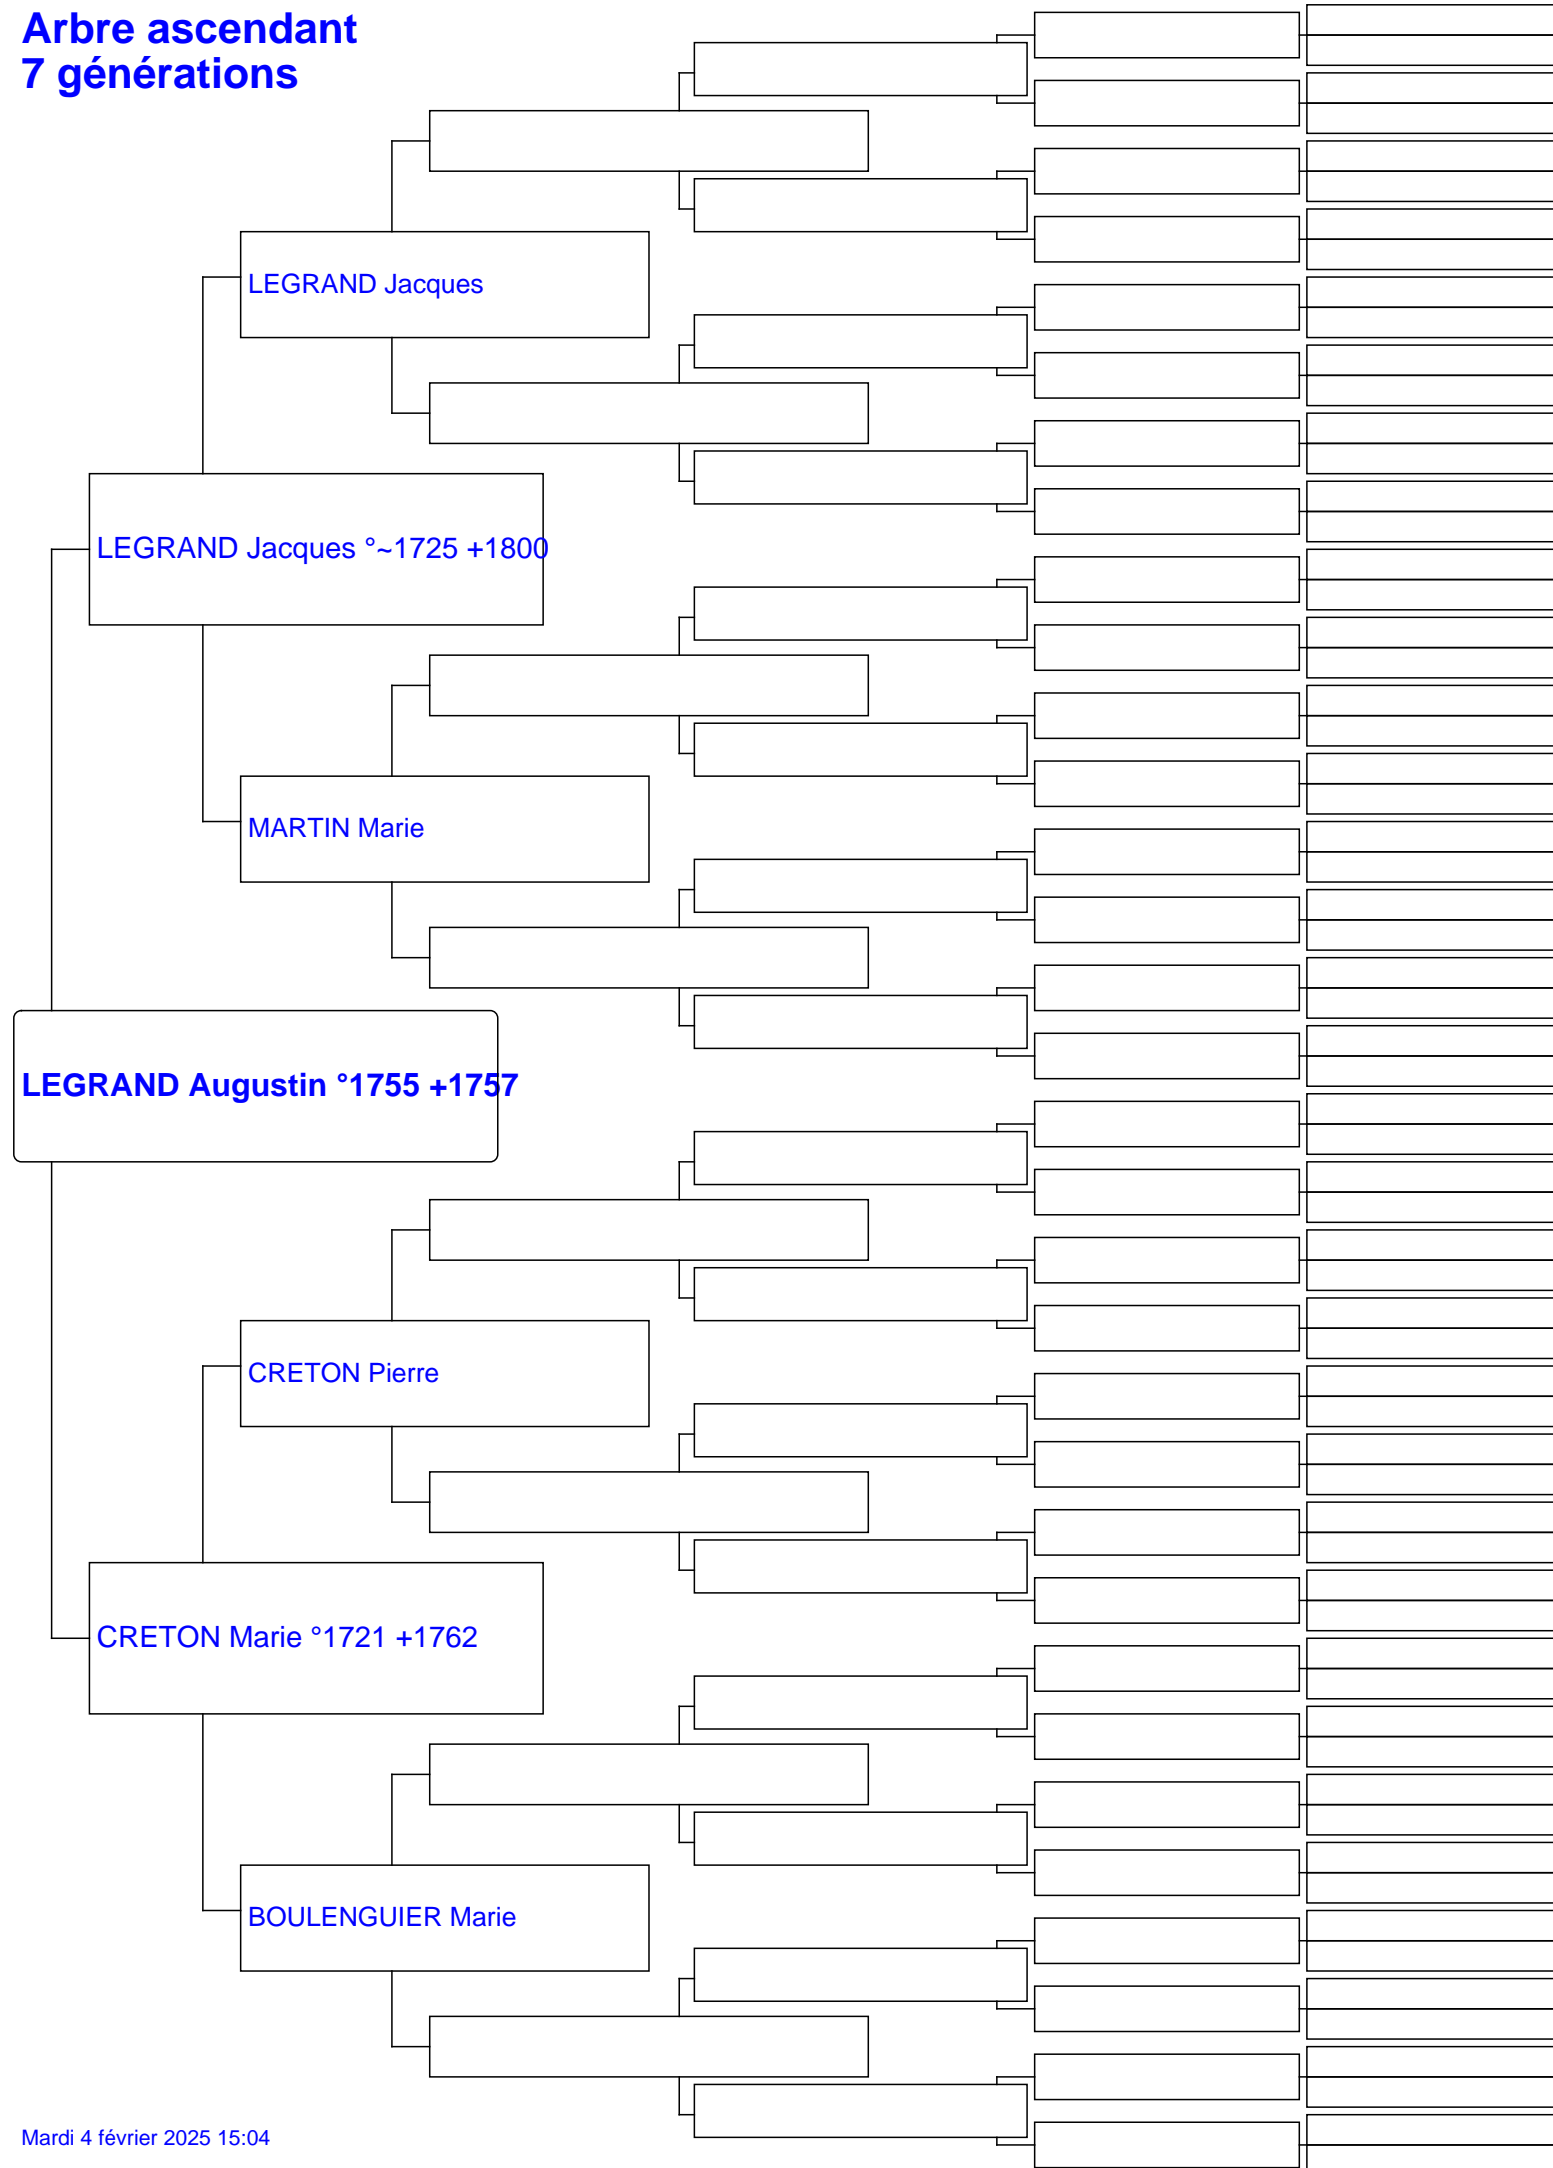 Arbre ascendant
7 générations
LEGRAND Jacques
LEGRAND Jacques °~1725 +1800
MARTIN Marie
LEGRAND Augustin °1755 +1757
CRETON Pierre
CRETON Marie °1721 +1762
BOULENGUIER Marie
Mardi 4 février 2025 15:04